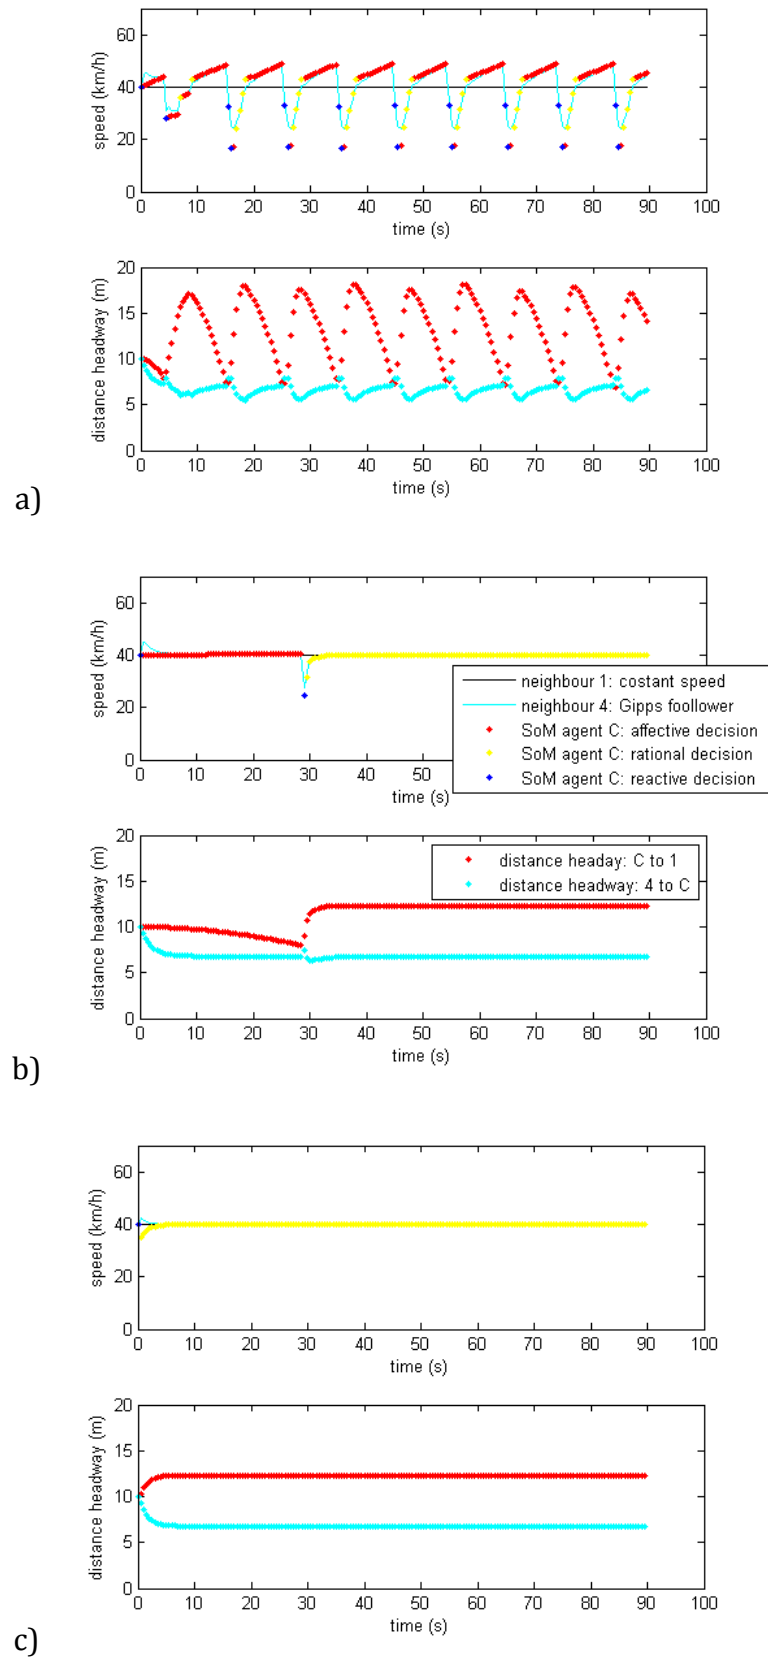 60
40
20
0
speed (km/h)
0 10 20 30 40 50 60 70 80 90 100
time (s)
20
15
10
5
0
distance headway (m)
0 10 20 30 40 50 60 70 80 90 100
time (s)
a)
60
40
20
0
speed (km/h)
neighbour 1: costant speed
neighbour 4: Gipps foollower
SoM agent C: affective decision
SoM agent C: rational decision
SoM agent C: reactive decision
0 10 20 30 40 50 60 70 80 90 100
time (s)
20
15
10
5
0
distance headway (m)
distance headay: C to 1
distance headway: 4 to C
0 10 20 30 40 50 60 70 80 90 100
time (s)
b)
60
40
20
0
speed (km/h)
0 10 20 30 40 50 60 70 80 90 100
time (s)
20
15
10
5
0
distance headway (m)
0 10 20 30 40 50 60 70 80 90 100
time (s)
c)